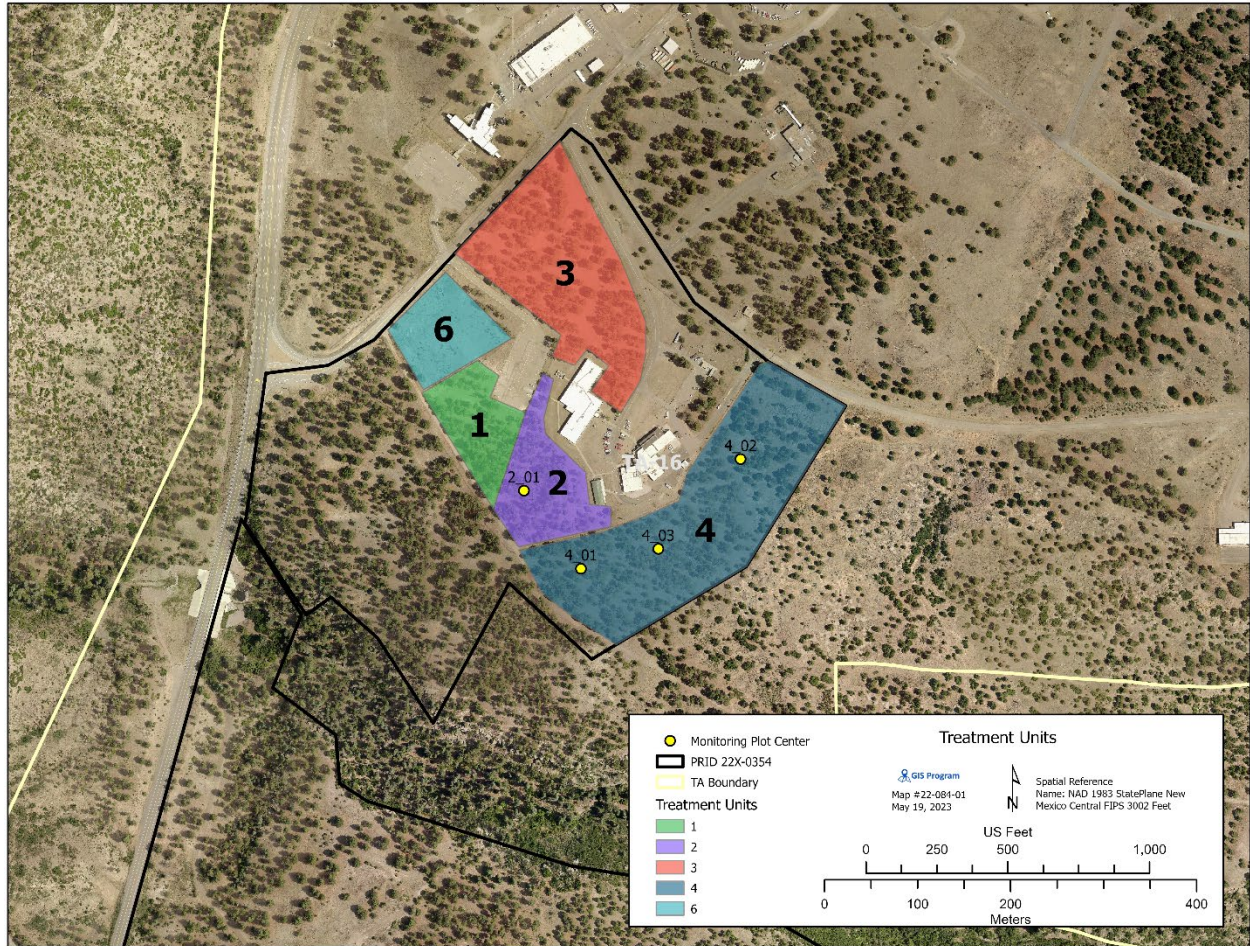 3
6
1
2_01
2
4_02
4_03
4
4_01
Monitoring Plot Center
PRID 22X-0354
TA Boundary
Treatment Units
1
2
3
4
6
Treatment Units
GIS Program
Map #22-084-01
May 19, 2023
N
Spatial Reference
Name: NAD 1983 StatePlane New
Mexico Central FIPS 3002 Feet
US Feet
0 250 500 1,000
0 100 200 400
Meters